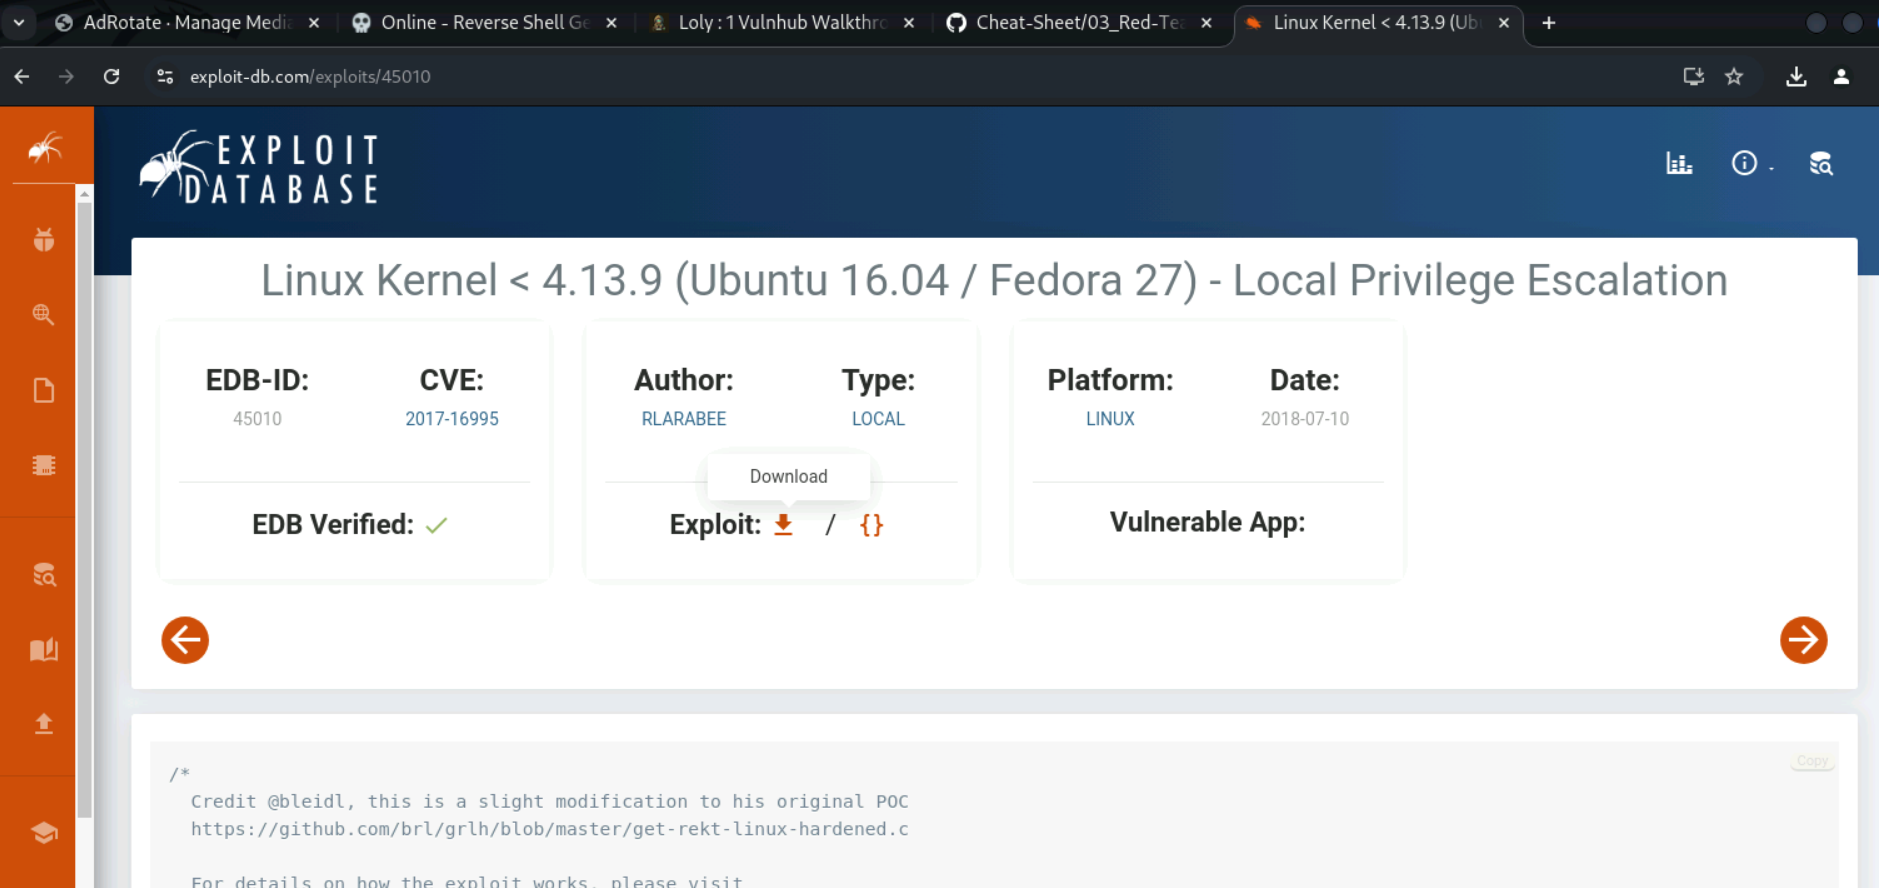 AdRotate · Manage Media
Online - Reverse Shell Ge
Loly : 1 Vulnhub Walkthro
Cheat-Sheet/03_Red-Tea
Linux Kernel < 4.13.9 (Ub
exploit-db.com/exploits/45010
EXPLOIT
DATABASE
Linux Kernel < 4.13.9 (Ubuntu 16.04 / Fedora 27) - Local Privilege Escalation
EDB-ID: CVE: Author: Type: Platform: Date:
45010 2017-16995 RLARABEE LOCAL LINUX 2018-07-10
Download
EDB Verified: Exploit: / {} Vulnerable App:
Copy
/*
Credit @bleidl, this is a slight modification to his original POC
https://github.com/brl/grlh/blob/master/get-rekt-linux-hardened.c
For details on how the exploit works, please visit